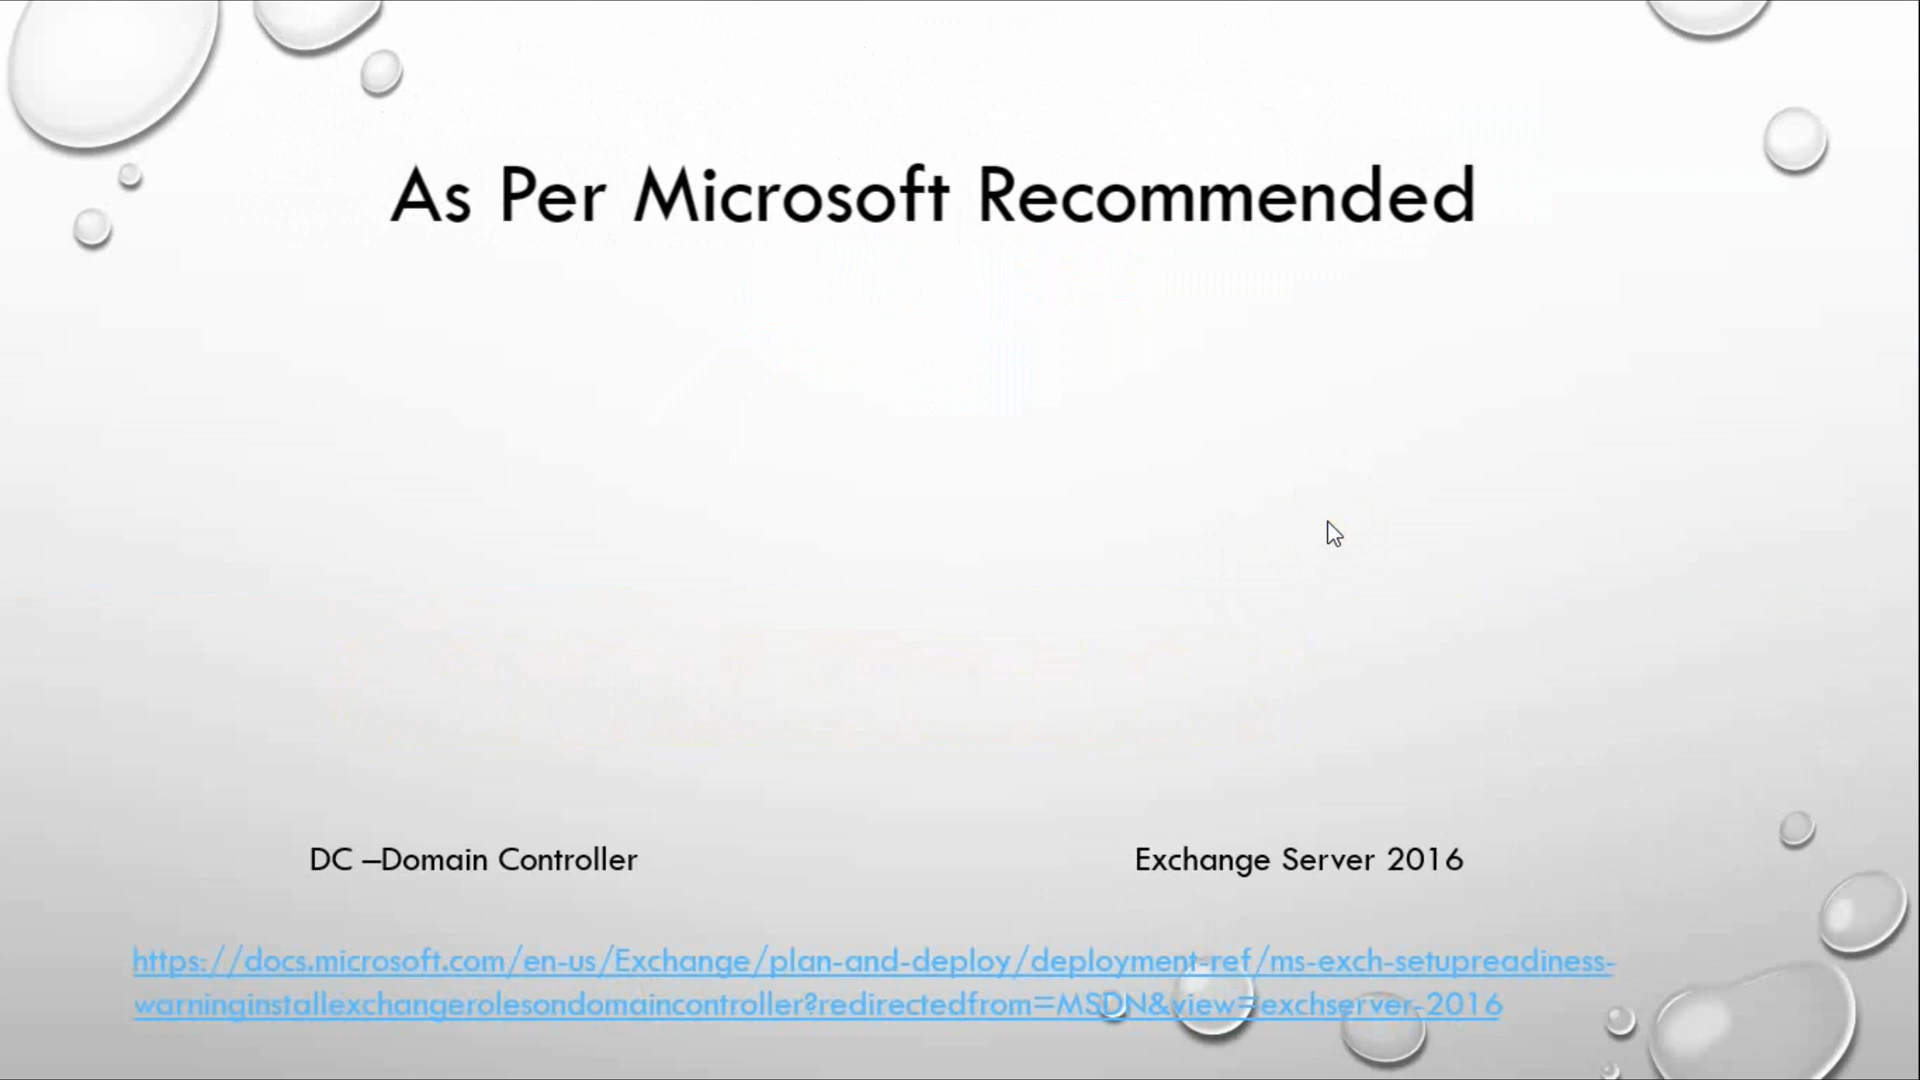 As Per Microsoft Recommended
DC –Domain Controller
Exchange Server 2016
https://docs.microsoft.com/en-us/Exchange/plan-and-deploy/deployment-ref/ms-exch-setupreadiness-
warninginstallexchangerolesondomaincontroller?redirectedfrom=MSDN&view=exchserver-2016